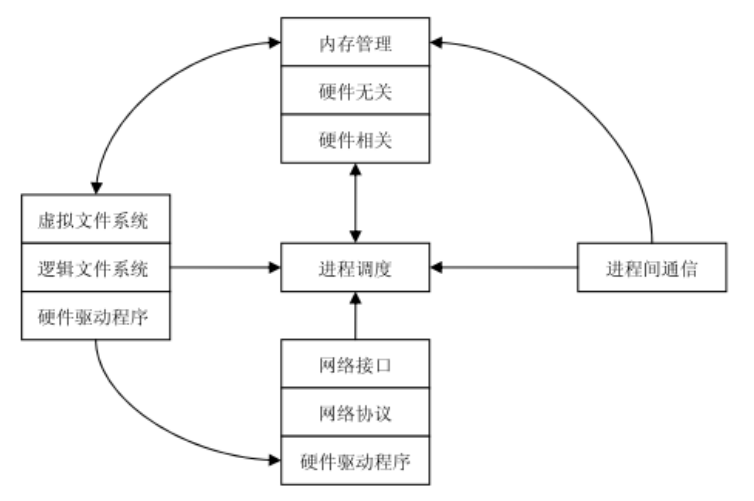 内存管理
硬件无关
硬件相关
虚拟文件系统
逻辑文件系统
硬件驱动程序
进程调度
进程间通信
网络接口
网络协议
硬件驱动程序